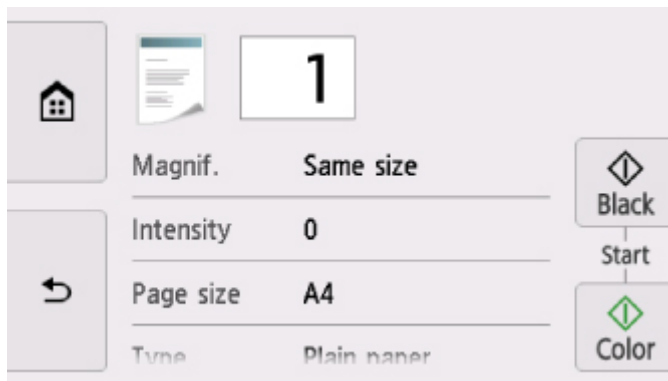 1
Magnif. Same size
Black
Intensity 0
Start
Page size A4
Color
Type Plain paper